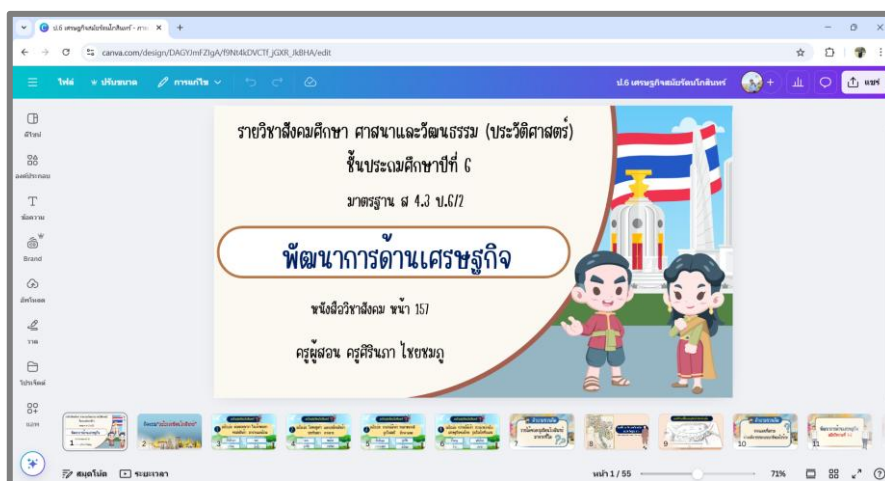 ป.6 เศรษฐกิจสมัยรัตนโกสินทร์ - ภาพ
canva.com/design/DAGYJmFZIgA/f9Nt4kDVCTf_jGXR_JkBHA/edit
ไฟล์ ปรับขนาด การแก้ไข
ป.6 เศรษฐกิจสมัยรัตนโกสินทร์
แชร์
ดีไซน์
องค์ประกอบ
ข้อความ
Brand
อัพโหลด
วาด
โปรเจ็กต์
แอพ
รายวิชาสังคมศึกษา ศาสนาและวัฒนธรรม (ประวัติศาสตร์)
ชั้นประถมศึกษาปีที่ 6
มาตรฐาน ส 4.3 ป.6/2
พัฒนาการด้านเศรษฐกิจ
หนังสือวิชาสังคม หน้า 157
ครูผู้สอน ครูศิรินภา ไชยชมภู
1 2 7 8 9 10 11
สมุดโน้ต ระยะเวลา
หน้า 1 / 55 71%